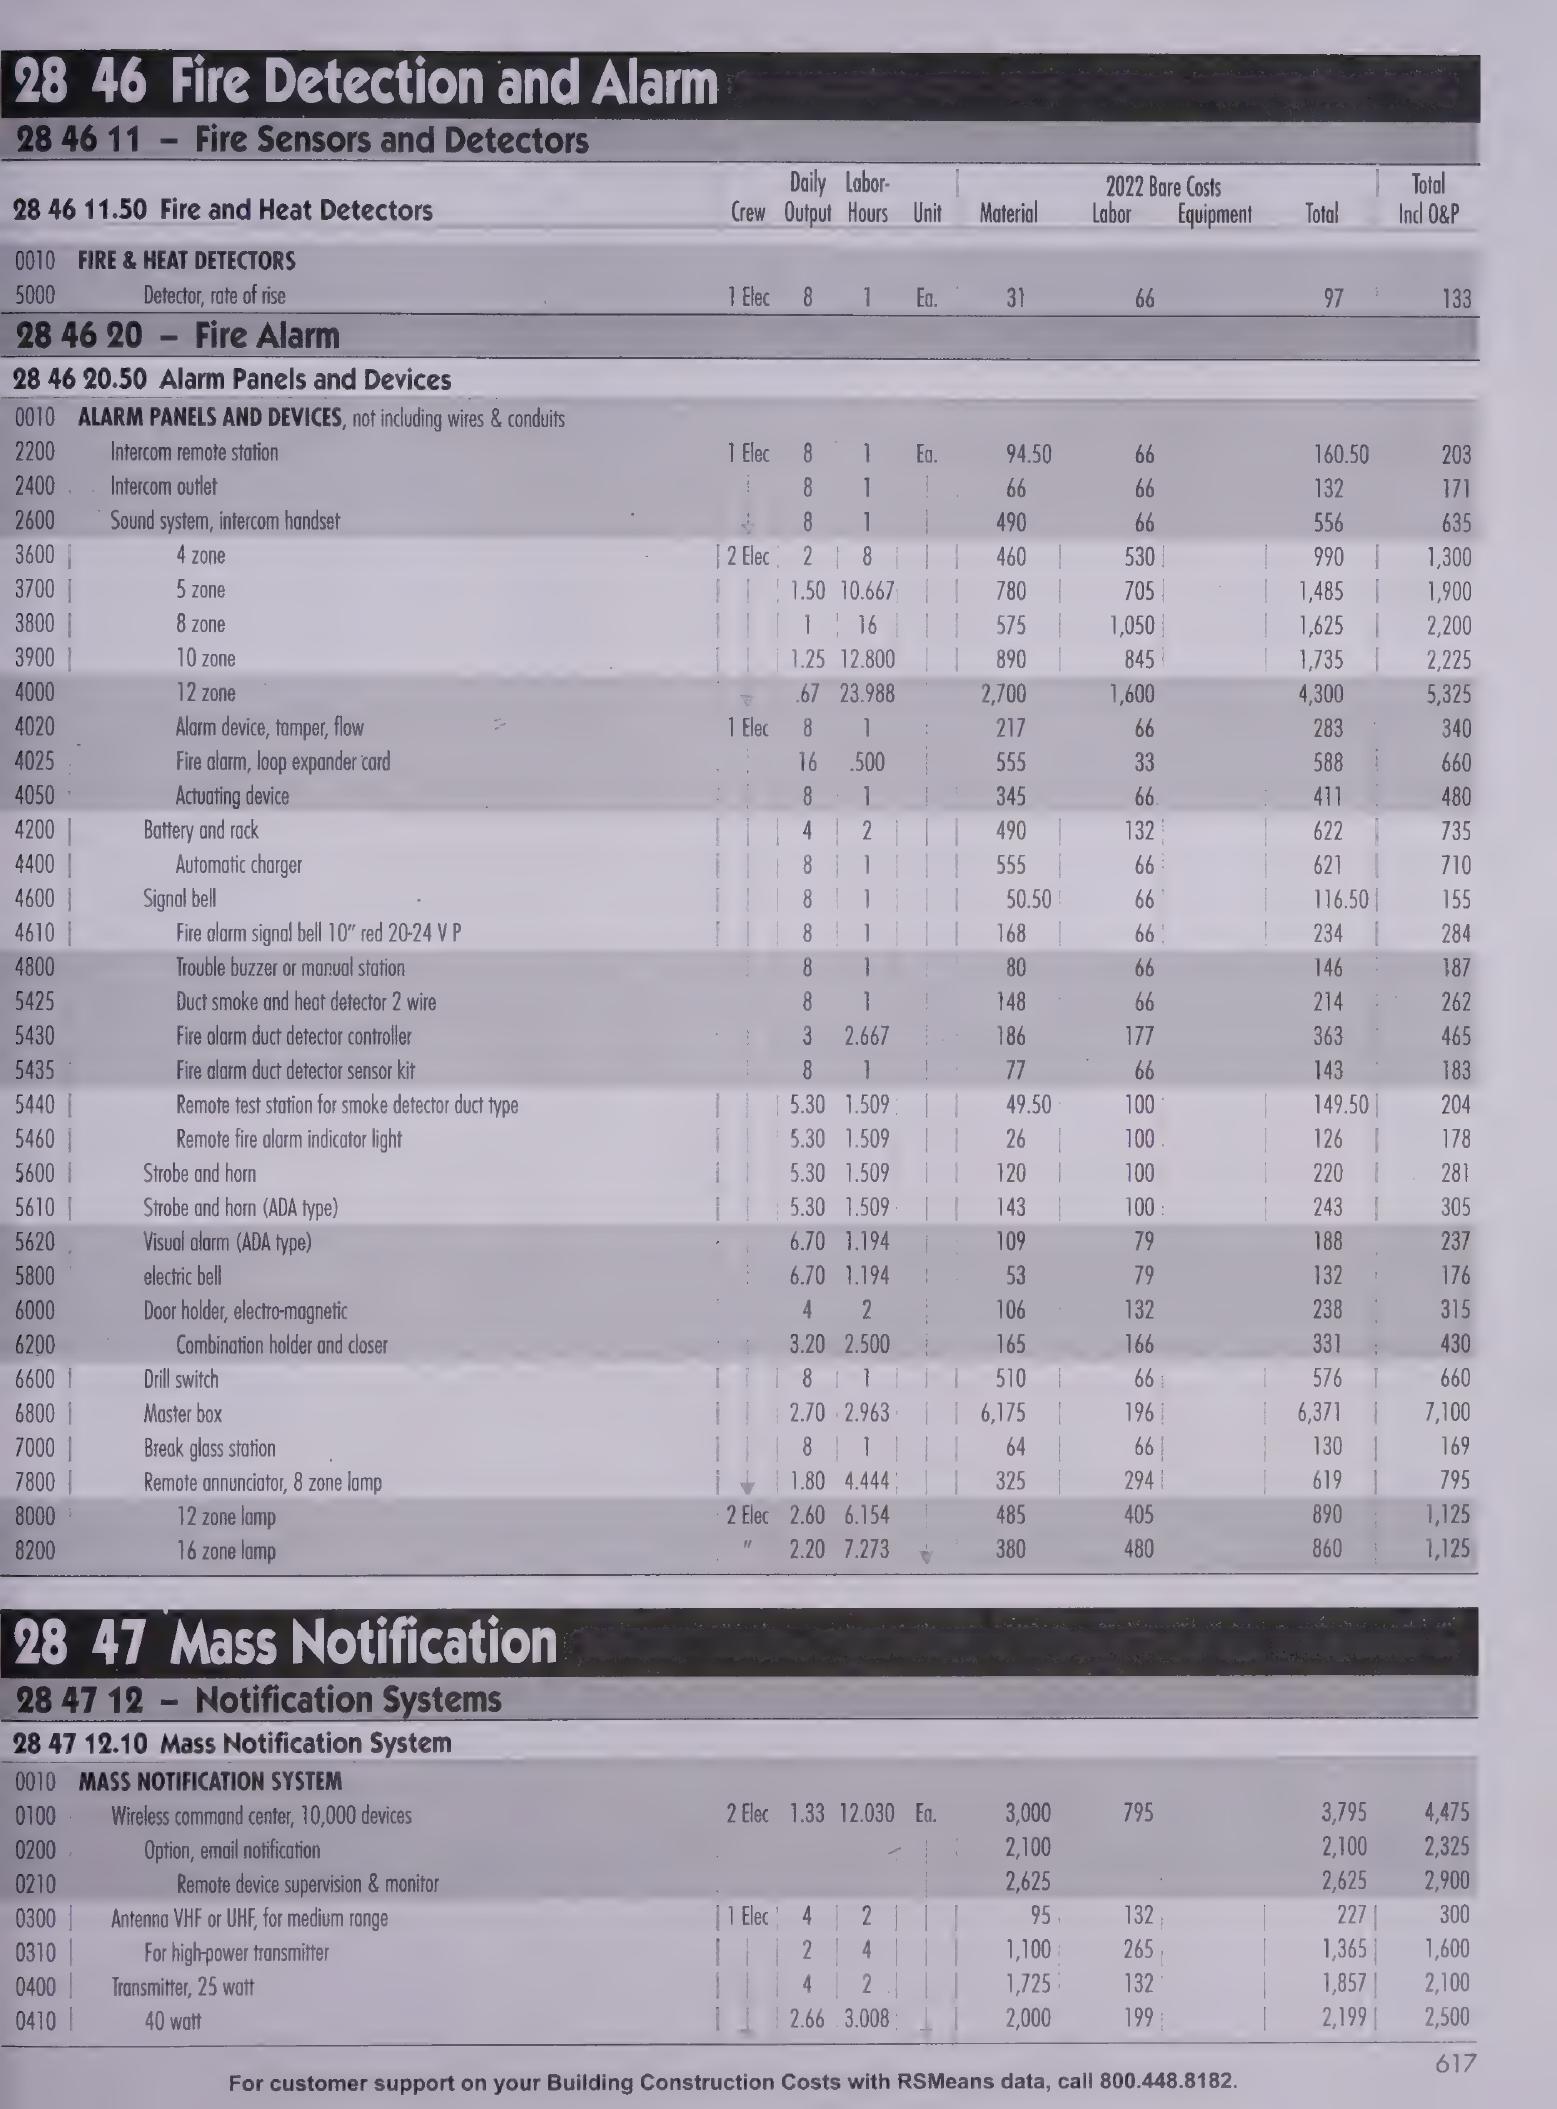 28 46 Fire Detection and Alarm
28 46 11 – Fire Sensors and Detectors
Daily Labor- 2022 Bare Costs Total
28 46 11.50 Fire and Heat Detectors Crew Output Hours Unit Material Labor Equipment Total Incl O&P
0010 FIRE & HEAT DETECTORS
5000 Detector, rate of rise 1 Elec 8 1 Ea. 31 66 97 133
28 46 20 – Fire Alarm
28 46 20.50 Alarm Panels and Devices
0010 ALARM PANELS AND DEVICES, not including wires & conduits
2200 Intercom remote station 1 Elec 8 1 Ea. 94.50 66 160.50 203
2400 Intercom outlet 8 1 66 66 132 171
2600 Sound system, intercom handset 8 1 490 66 556 635
3600 4 zone 2 Elec 2 8 460 530 990 1,300
3700 5 zone 1.50 10.667 780 705 1,485 1,900
3800 8 zone 1 16 575 1,050 1,625 2,200
3900 10 zone 1.25 12.800 890 845 1,735 2,225
4000 12 zone .67 23.988 2,700 1,600 4,300 5,325
4020 Alarm device, tamper, flow 1 Elec 8 1 217 66 283 340
4025 Fire alarm, loop expander card 16 .500 555 33 588 660
4050 Actuating device 8 1 345 66 411 480
4200 Battery and rack 4 2 490 132 622 735
4400 Automatic charger 8 1 555 66 621 710
4600 Signal bell 8 1 50.50 66 116.50 155
4610 Fire alarm signal bell 10" red 20-24 V P 8 1 168 66 234 284
4800 Trouble buzzer or manual station 8 1 80 66 146 187
5425 Duct smoke and heat detector 2 wire 8 1 148 66 214 262
5430 Fire alarm duct detector controller 3 2.667 186 177 363 465
5435 Fire alarm duct detector sensor kit 8 1 77 66 143 183
5440 Remote test station for smoke detector duct type 5.30 1.509 49.50 100 149.50 204
5460 Remote fire alarm indicator light 5.30 1.509 26 100 126 178
5600 Strobe and horn 5.30 1.509 120 100 220 281
5610 Strobe and horn (ADA type) 5.30 1.509 143 100 243 305
5620 Visual alarm (ADA type) 6.70 1.194 109 79 188 237
5800 electric bell 6.70 1.194 53 79 132 176
6000 Door holder, electro-magnetic 4 2 106 132 238 315
6200 Combination holder and closer 3.20 2.500 165 166 331 430
6600 Drill switch 8 1 510 66 576 660
6800 Master box 2.70 2.963 6,175 196 6,371 7,100
7000 Break glass station 8 1 64 66 130 169
7800 Remote annunciator, 8 zone lamp 1.80 4.444 325 294 619 795
8000 12 zone lamp 2 Elec 2.60 6.154 485 405 890 1,125
8200 16 zone lamp " 2.20 7.273 380 480 860 1,125
28 47 Mass Notification
28 47 12 – Notification Systems
28 47 12.10 Mass Notification System
0010 MASS NOTIFICATION SYSTEM
0100 Wireless command center, 10,000 devices 2 Elec 1.33 12.030 Ea. 3,000 795 3,795 4,475
0200 Option, email notification 2,100 2,100 2,325
0210 Remote device supervision & monitor 2,625 2,625 2,900
0300 Antenna VHF or UHF, for medium range 1 Elec 4 2 95 132 227 300
0310 For high-power transmitter 2 4 1,100 265 1,365 1,600
0400 Transmitter, 25 watt 4 2 1,725 132 1,857 2,100
0410 40 watt 2.66 3.008 2,000 199 2,199 2,500
617
For customer support on your Building Construction Costs with RSMeans data, call 800.448.8182.